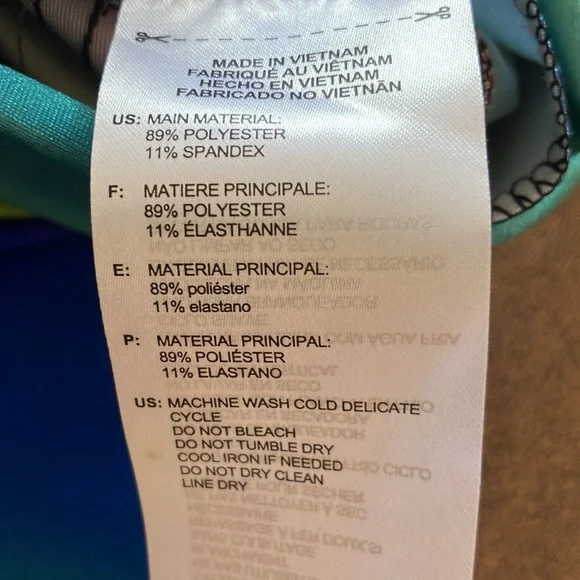 MADE IN VIETNAM
FABRIQUÉ AU VIÊTNAM
HECHO EN VIETNAM
FABRICADO NO VIETNÃN
US: MAIN MATERIAL:
89% POLYESTER
11% SPANDEX
F: MATIERE PRINCIPALE:
89% POLYESTER
11% ÉLASTHANNE
E: MATERIAL PRINCIPAL:
89% poliéster
11% elastano
P: MATERIAL PRINCIPAL:
89% POLIÉSTER
11% ELASTANO
US: MACHINE WASH COLD DELICATE
CYCLE
DO NOT BLEACH
DO NOT TUMBLE DRY
COOL IRON IF NEEDED
DO NOT DRY CLEAN
LINE DRY